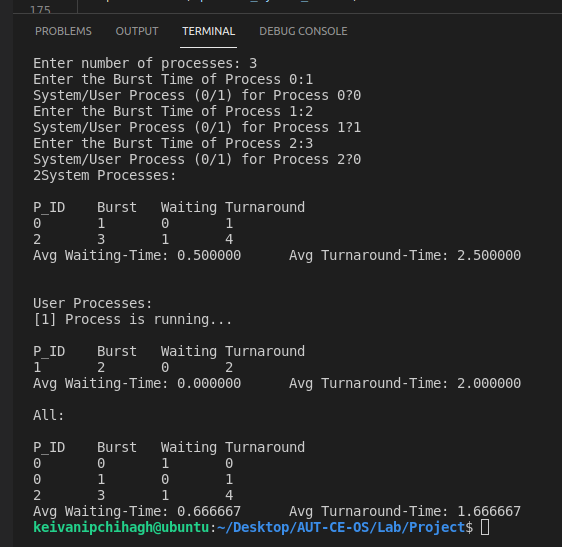 175
PROBLEMS OUTPUT TERMINAL DEBUG CONSOLE
Enter number of processes: 3
Enter the Burst Time of Process 0:1
System/User Process (0/1) for Process 0?0
Enter the Burst Time of Process 1:2
System/User Process (0/1) for Process 1?1
Enter the Burst Time of Process 2:3
System/User Process (0/1) for Process 2?0
2System Processes:
P_ID Burst Waiting Turnaround
0 1 0 1
2 3 1 4
Avg Waiting-Time: 0.500000 Avg Turnaround-Time: 2.500000
User Processes:
[1] Process is running...
P_ID Burst Waiting Turnaround
1 2 0 2
Avg Waiting-Time: 0.000000 Avg Turnaround-Time: 2.000000
All:
P_ID Burst Waiting Turnaround
0 0 1 0
0 1 0 1
2 3 1 4
Avg Waiting-Time: 0.666667 Avg Turnaround-Time: 1.666667
keivanipchihagh@ubuntu:~/Desktop/AUT-CE-OS/Lab/Project$